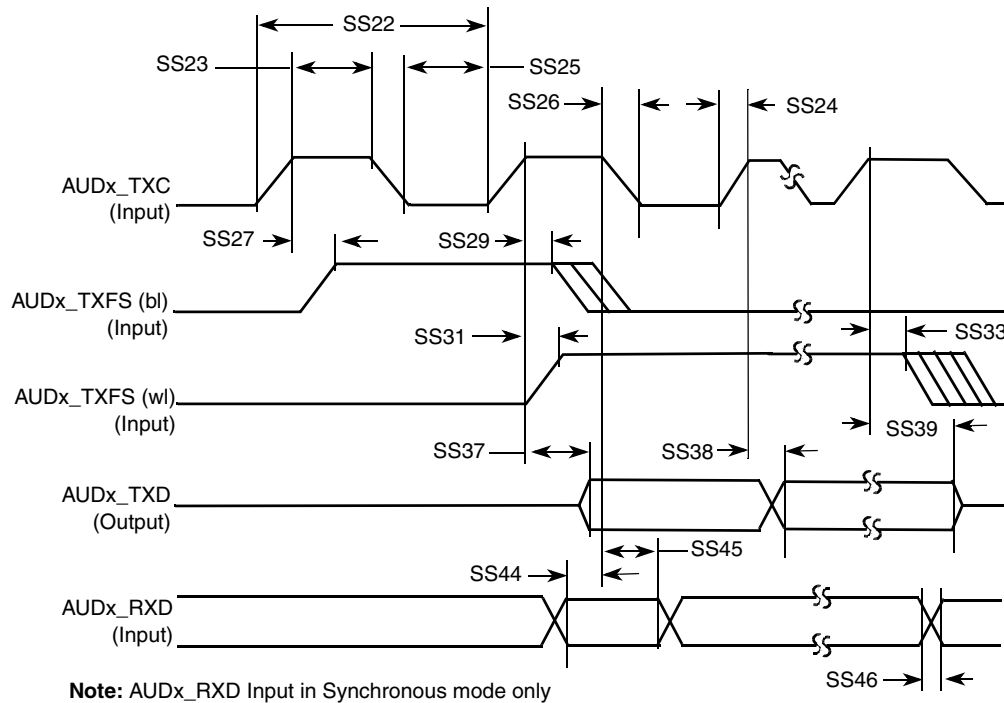 SS22
SS23
SS25
SS26
SS24
AUDx_TXC
(Input)
SS27
SS29
AUDx_TXFS (bl)
(Input)
SS31
SS33
AUDx_TXFS (wl)
(Input)
SS39
SS37
SS38
AUDx_TXD
(Output)
SS45
SS44
AUDx_RXD
(Input)
SS46
Note: AUDx_RXD Input in Synchronous mode only